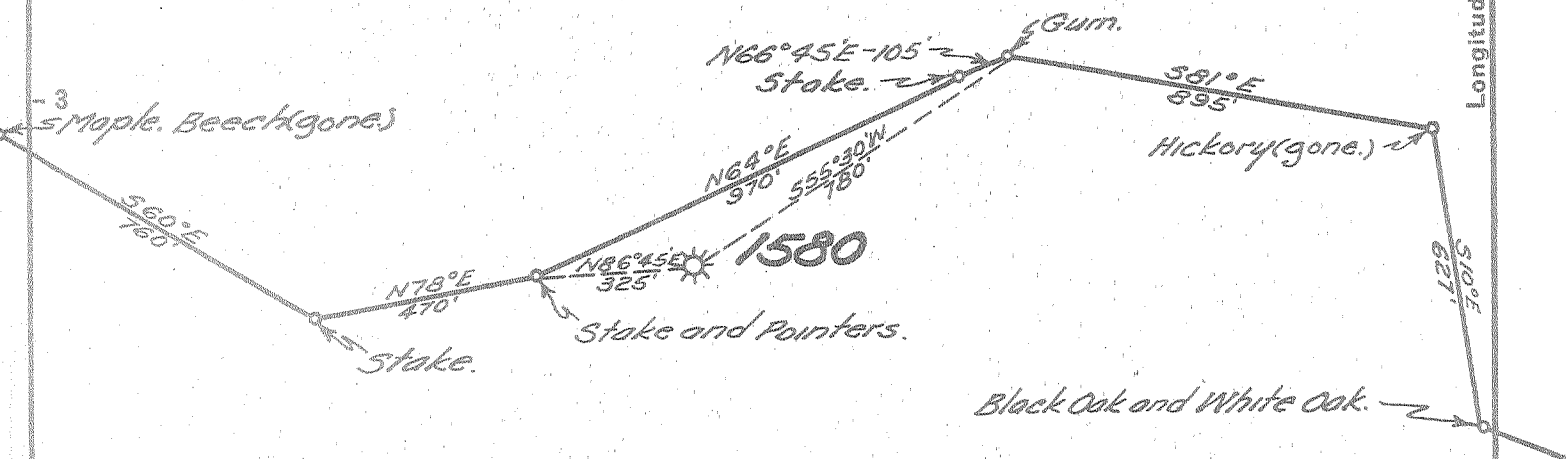 Longitud
Gum.
N66°45'E-105'
Stake.
S81°E
895'
- 3
Maple. Beech(gone.)
Hickory(gone.)
N64°E
970'
S55°30'W
780'
S60°E
760'
1580
N86°45'E
325'
N78°E
470'
S10°E
627'
Stake and Pointers.
Stake.
Black Oak and White Oak.